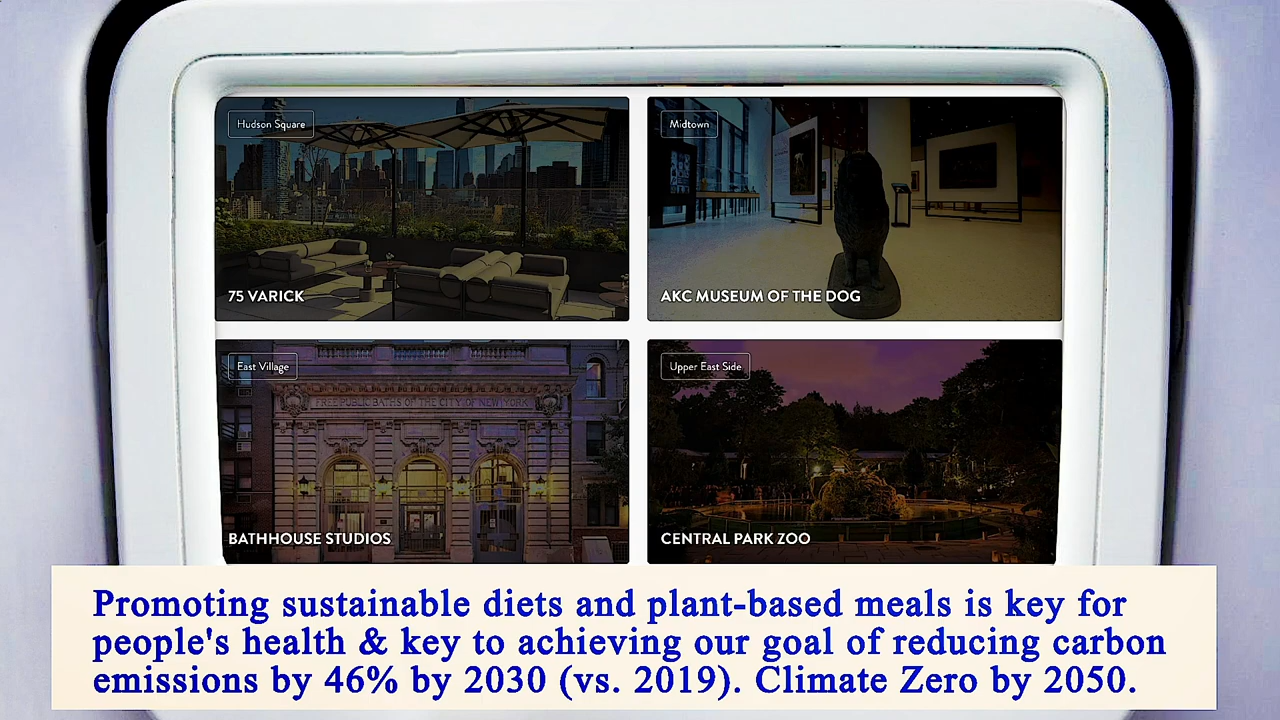 Hudson Square
75 VARICK
Midtown
AKC MUSEUM OF THE DOG
East Village
FREE PUBLIC BATHS OF THE CITY OF NEW YORK
BATHHOUSE STUDIOS
Upper East Side
CENTRAL PARK ZOO
Promoting sustainable diets and plant-based meals is key for
people's health & key to achieving our goal of reducing carbon
emissions by 46% by 2030 (vs. 2019). Climate Zero by 2050.